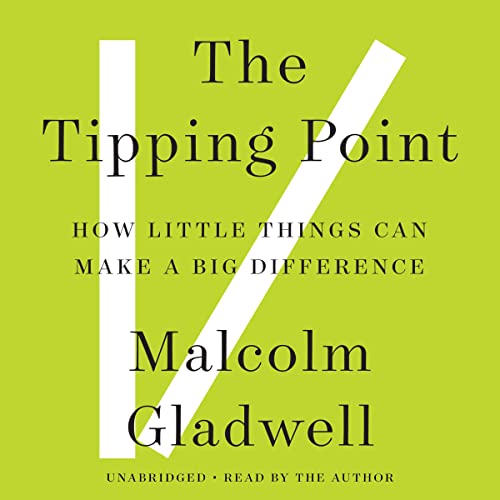 The
Tipping Point
HOW LITTLE THINGS CAN
MAKE A BIG DIFFERENCE
Malcolm
Gladwell
UNABRIDGED • READ BY THE AUTHOR